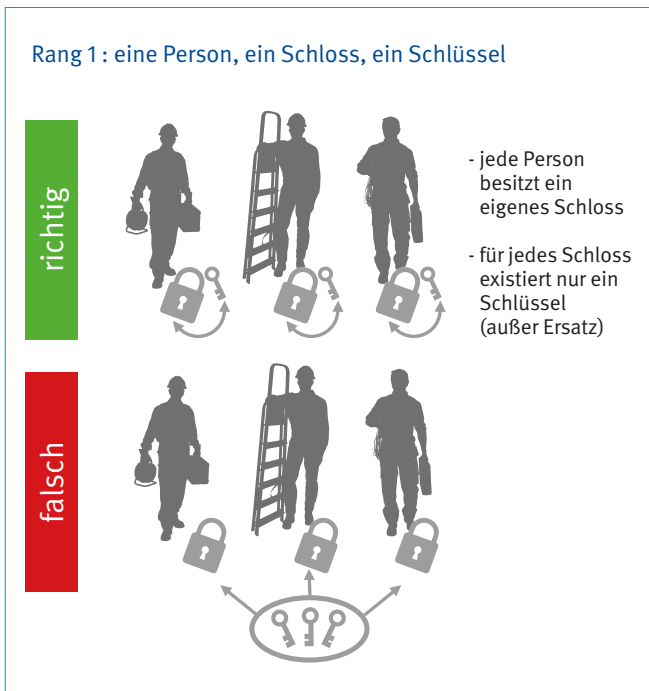 Rang 1: eine Person, ein Schloss, ein Schlüssel
richtig
- jede Person
besitzt ein
eigenes Schloss
- für jedes Schloss
existiert nur ein
Schlüssel
(außer Ersatz)
falsch